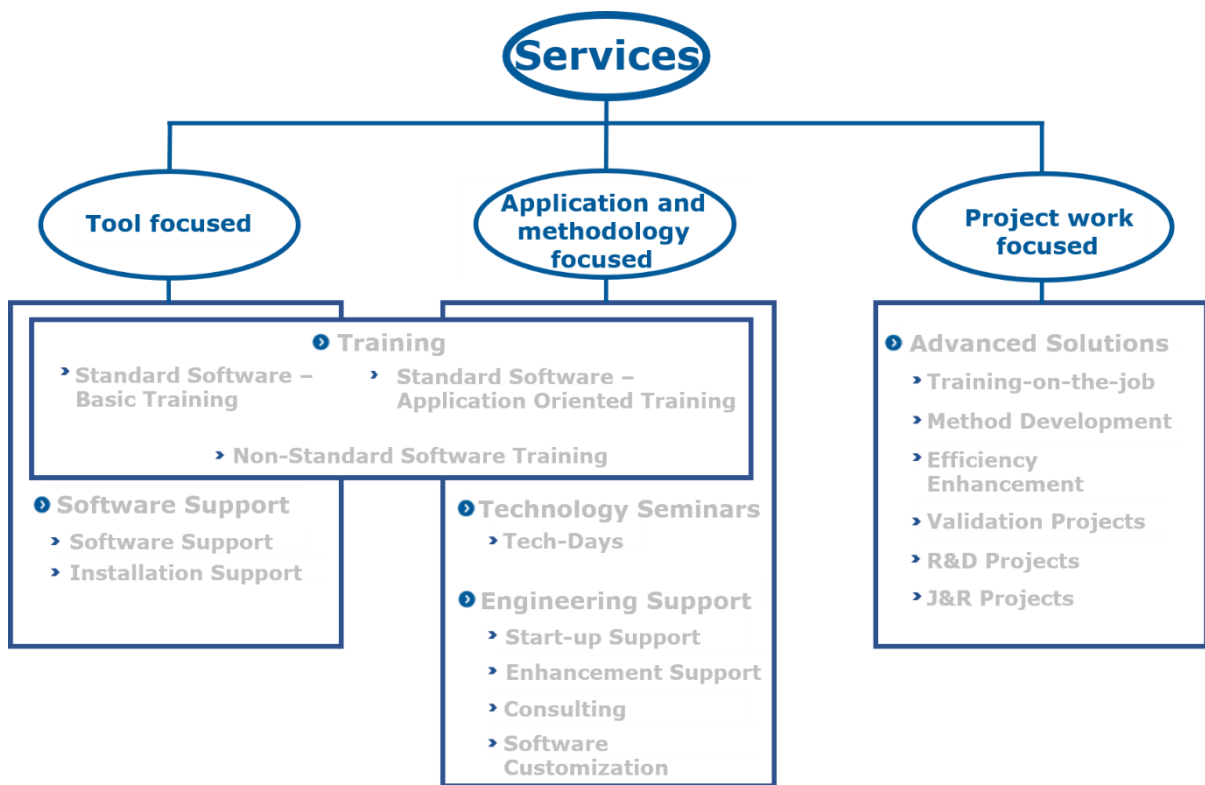 Services
Tool focused
Application and
methodology
focused
Project work
focused
Training
Standard Software –
Basic Training
Standard Software –
Application Oriented Training
Non-Standard Software Training
Software Support
Software Support
Installation Support
Technology Seminars
Tech-Days
Engineering Support
Start-up Support
Enhancement Support
Consulting
Software
Customization
Advanced Solutions
Training-on-the-job
Method Development
Efficiency
Enhancement
Validation Projects
R&D Projects
J&R Projects